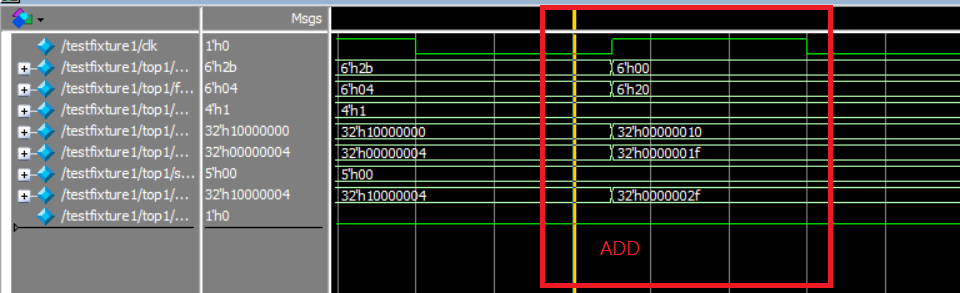 Msgs
/testfixture1/clk 1'h0
/testfixture1/top1/... 6'h2b 6'h2b 6'h00
/testfixture1/top1/f... 6'h04 6'h04 6'h20
/testfixture1/top1/... 4'h1 4'h1
/testfixture1/top1/... 32'h10000000 32'h10000000 32'h00000010
/testfixture1/top1/... 32'h00000004 32'h00000004 32'h0000001f
/testfixture1/top1/s... 5'h00 5'h00
/testfixture1/top1/... 32'h10000004 32'h10000004 32'h0000002f
/testfixture1/top1/... 1'h0
ADD